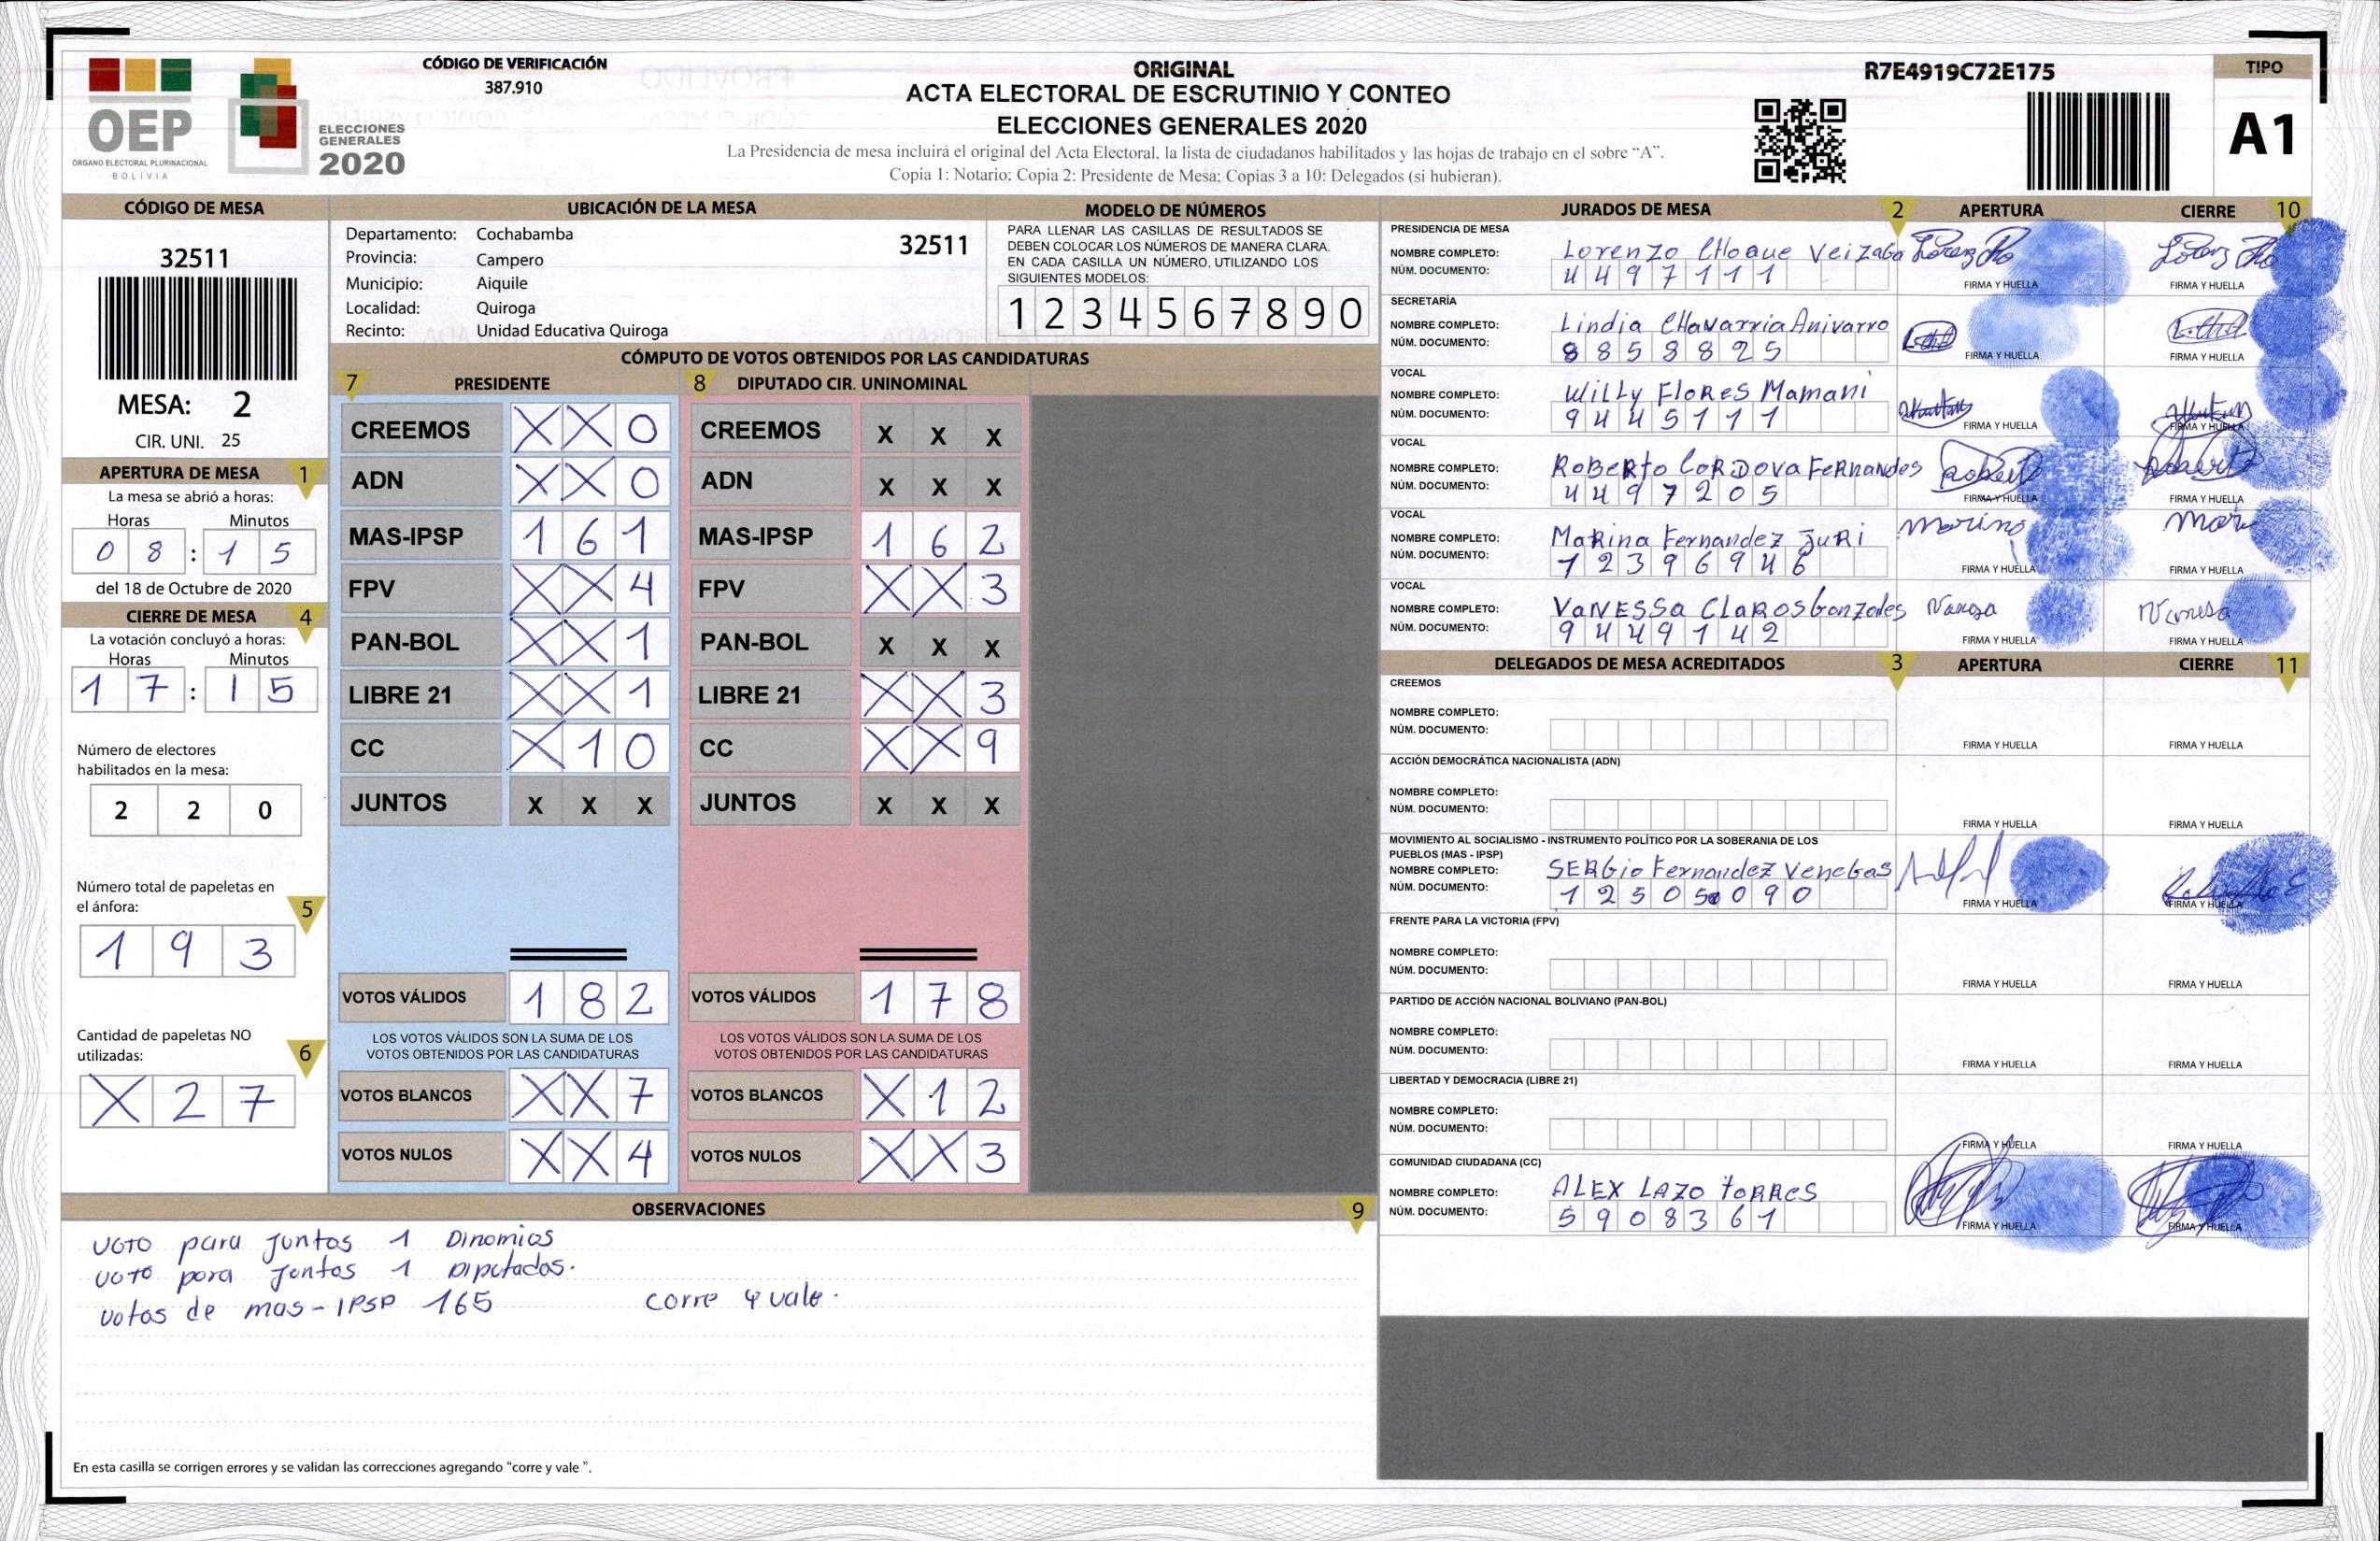 CÓDIGO DE VERIFICACIÓN
387.910
OEP
ÓRGANO ELECTORAL PLURINACIONAL
BOLIVIA
ELECCIONES
GENERALES
2020
ORIGINAL
ACTA ELECTORAL DE ESCRUTINIO Y CONTEO
ELECCIONES GENERALES 2020
La Presidencia de mesa incluirá el original del Acta Electoral, la lista de ciudadanos habilitados y las hojas de trabajo en el sobre “A”.
Copia 1: Notario; Copia 2: Presidente de Mesa; Copias 3 a 10: Delegados (si hubieran).
R7E4919C72E175
TIPO
A1
CÓDIGO DE MESA
32511
MESA: 2
CIR. UNI. 25
APERTURA DE MESA 1
La mesa se abrió a horas:
Horas Minutos
0 8 : 1 5
del 18 de Octubre de 2020
CIERRE DE MESA 4
La votación concluyó a horas:
Horas Minutos
1 7 : 1 5
Número de electores
habilitados en la mesa:
2 2 0
Número total de papeletas en
el ánfora: 5
1 9 3
Cantidad de papeletas NO
utilizadas: 6
X 2 7
UBICACIÓN DE LA MESA
Departamento: Cochabamba 32511
Provincia: Campero
Municipio: Aiquile
Localidad: Quiroga
Recinto: Unidad Educativa Quiroga
MODELO DE NÚMEROS
PARA LLENAR LAS CASILLAS DE RESULTADOS SE
DEBEN COLOCAR LOS NÚMEROS DE MANERA CLARA.
EN CADA CASILLA UN NÚMERO, UTILIZANDO LOS
SIGUIENTES MODELOS:
1 2 3 4 5 6 7 8 9 0
CÓMPUTO DE VOTOS OBTENIDOS POR LAS CANDIDATURAS
7 PRESIDENTE 8 DIPUTADO CIR. UNINOMINAL
CREEMOS X X 0 CREEMOS X X X
ADN X X 0 ADN X X X
MAS-IPSP 1 6 1 MAS-IPSP 1 6 2
FPV X X 4 FPV X X 3
PAN-BOL X X 1 PAN-BOL X X X
LIBRE 21 X X 1 LIBRE 21 X X 3
CC X 1 0 CC X X 9
JUNTOS X X X JUNTOS X X X
VOTOS VÁLIDOS 1 8 2 VOTOS VÁLIDOS 1 7 8
LOS VOTOS VÁLIDOS SON LA SUMA DE LOS LOS VOTOS VÁLIDOS SON LA SUMA DE LOS
VOTOS OBTENIDOS POR LAS CANDIDATURAS VOTOS OBTENIDOS POR LAS CANDIDATURAS
VOTOS BLANCOS X X 7 VOTOS BLANCOS X 1 2
VOTOS NULOS X X 4 VOTOS NULOS X X 3
OBSERVACIONES 9
VOTO para Juntos 1 Dinomios
VOTO para Juntos 1 Diputados.
Votos de mas-IPSP 165 corre y vale.
En esta casilla se corrigen errores y se validan las correcciones agregando “corre y vale ”.
JURADOS DE MESA 2 APERTURA CIERRE 10
PRESIDENCIA DE MESA
NOMBRE COMPLETO: Lorenzo CHoque Veizaga
NÚM. DOCUMENTO: 4 4 9 7 1 1 1
FIRMA Y HUELLA FIRMA Y HUELLA
SECRETARÍA
NOMBRE COMPLETO: Lindia CHavarria Anivarro
NÚM. DOCUMENTO: 8 8 5 8 8 2 5
FIRMA Y HUELLA FIRMA Y HUELLA
VOCAL
NOMBRE COMPLETO: Willy Flores Mamani
NÚM. DOCUMENTO: 9 4 4 5 1 1 1
FIRMA Y HUELLA FIRMA Y HUELLA
VOCAL
NOMBRE COMPLETO: Roberto CoRDova FeRnandes
NÚM. DOCUMENTO: 4 4 9 7 2 0 5
FIRMA Y HUELLA FIRMA Y HUELLA
VOCAL
NOMBRE COMPLETO: MaRina Fernandez JuRi
NÚM. DOCUMENTO: 1 2 3 9 6 9 4 6
FIRMA Y HUELLA FIRMA Y HUELLA
VOCAL
NOMBRE COMPLETO: VaNESSa ClaROS Gonzales
NÚM. DOCUMENTO: 9 4 4 9 1 4 2
FIRMA Y HUELLA FIRMA Y HUELLA
DELEGADOS DE MESA ACREDITADOS 3 APERTURA CIERRE 11
CREEMOS
NOMBRE COMPLETO:
NÚM. DOCUMENTO:
FIRMA Y HUELLA FIRMA Y HUELLA
ACCIÓN DEMOCRÁTICA NACIONALISTA (ADN)
NOMBRE COMPLETO:
NÚM. DOCUMENTO:
FIRMA Y HUELLA FIRMA Y HUELLA
MOVIMIENTO AL SOCIALISMO - INSTRUMENTO POLÍTICO POR LA SOBERANIA DE LOS
PUEBLOS (MAS - IPSP)
NOMBRE COMPLETO: SERGio Fernandez Venegas
NÚM. DOCUMENTO: 1 2 5 0 5 0 9 0
FIRMA Y HUELLA FIRMA Y HUELLA
FRENTE PARA LA VICTORIA (FPV)
NOMBRE COMPLETO:
NÚM. DOCUMENTO:
FIRMA Y HUELLA FIRMA Y HUELLA
PARTIDO DE ACCIÓN NACIONAL BOLIVIANO (PAN-BOL)
NOMBRE COMPLETO:
NÚM. DOCUMENTO:
FIRMA Y HUELLA FIRMA Y HUELLA
LIBERTAD Y DEMOCRACIA (LIBRE 21)
NOMBRE COMPLETO:
NÚM. DOCUMENTO:
FIRMA Y HUELLA FIRMA Y HUELLA
COMUNIDAD CIUDADANA (CC)
NOMBRE COMPLETO: ALEX LAZO TORRES
NÚM. DOCUMENTO: 5 9 0 8 3 6 1
FIRMA Y HUELLA FIRMA Y HUELLA